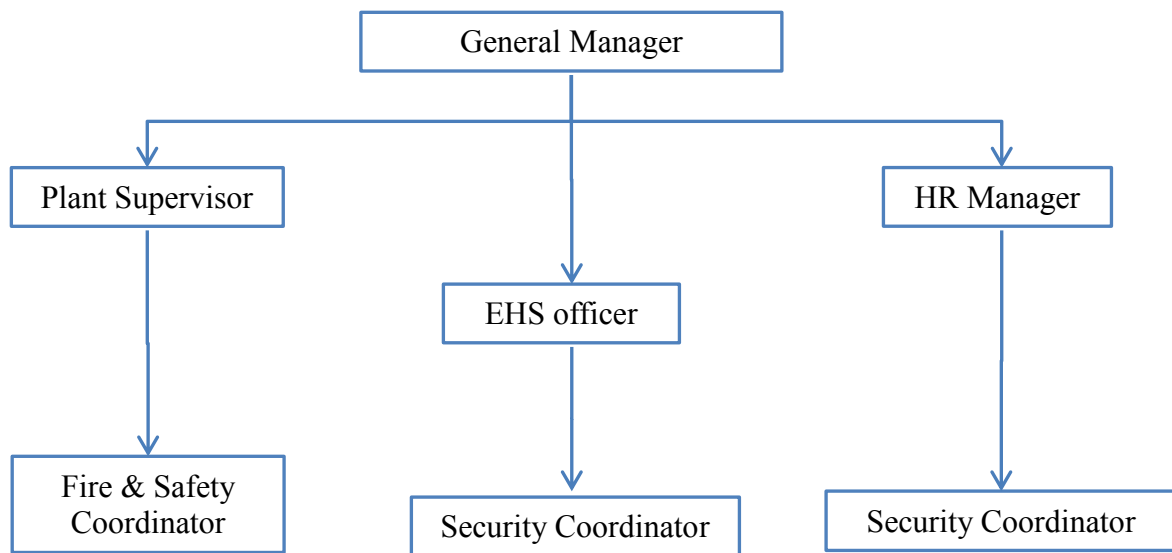 General Manager
Plant Supervisor
HR Manager
EHS officer
Fire & Safety
Coordinator
Security Coordinator
Security Coordinator